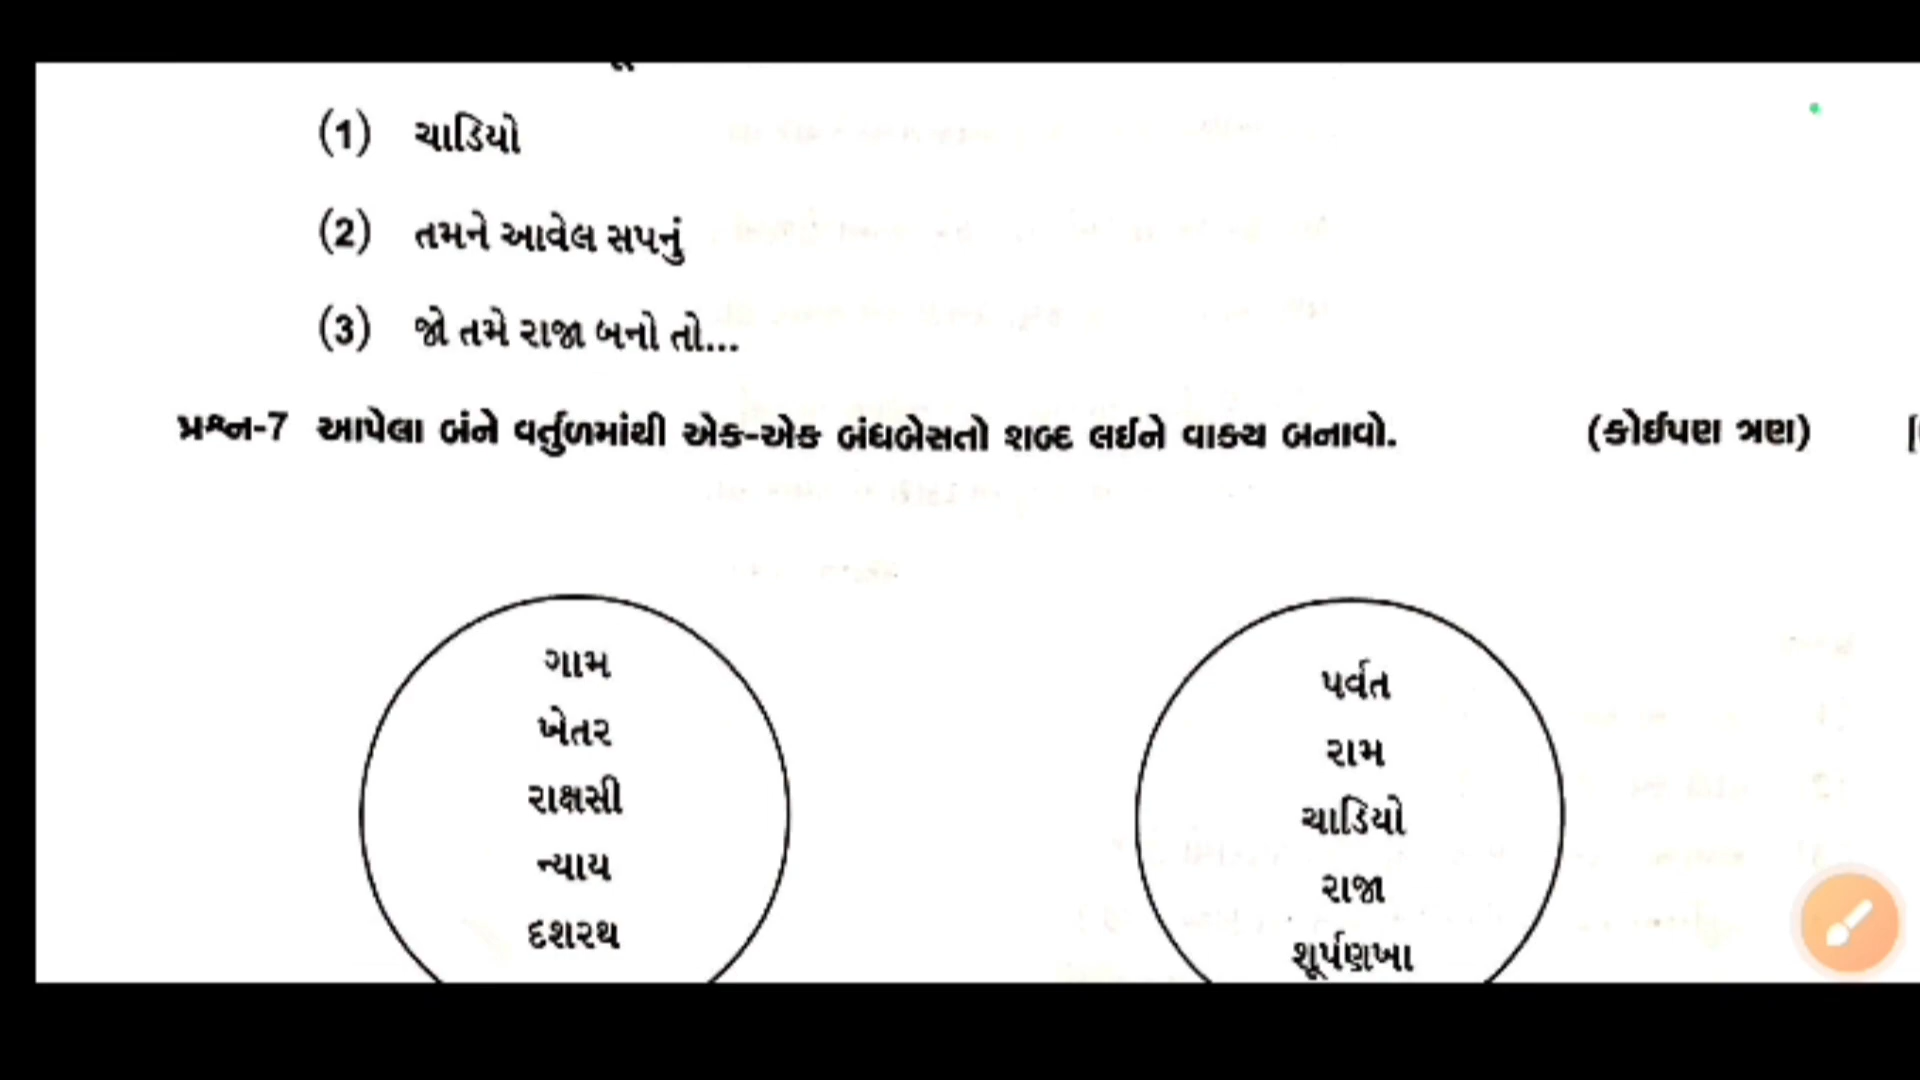 (1) ચાડિયો
(2) તમને આવેલ સપનું
(3) જો તમે રાજા બનો તો...
પ્રશ્ન-7 આપેલા બંને વર્તુળમાંથી એક-એક બંધબેસતો શબ્દ લઈને વાક્ય બનાવો. (કોઈપણ ત્રણ)
ગામ
ખેતર
રાક્ષસી
ન્યાય
દશરથ
પર્વત
રામ
ચાડિયો
રાજા
શૂર્પણખા